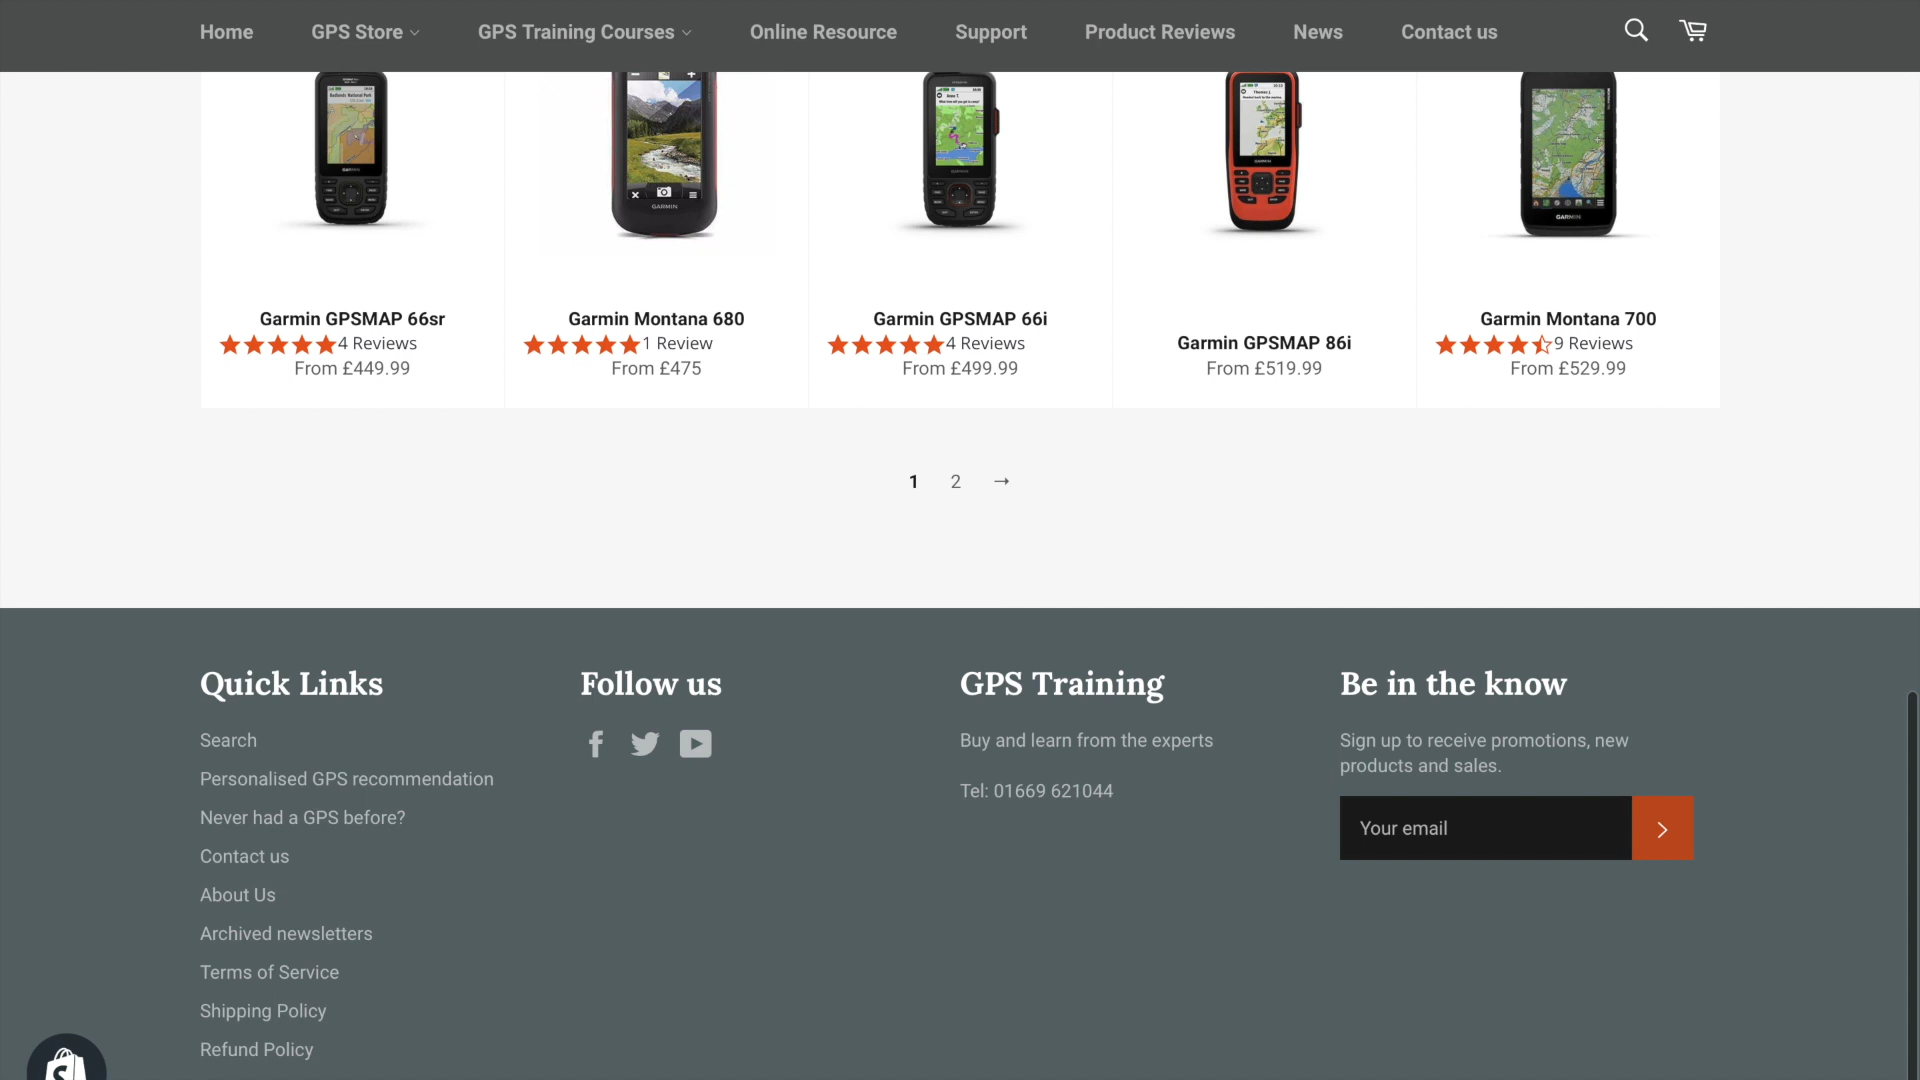 Home GPS Store GPS Training Courses Online Resource Support Product Reviews News Contact us
GARMIN
GARMIN
GARMIN
GARMIN
Garmin GPSMAP 66sr
4 Reviews
From £449.99
Garmin Montana 680
1 Review
From £475
Garmin GPSMAP 66i
4 Reviews
From £499.99
Garmin GPSMAP 86i
From £519.99
Garmin Montana 700
9 Reviews
From £529.99
1 2 →
Quick Links
Search
Personalised GPS recommendation
Never had a GPS before?
Contact us
About Us
Archived newsletters
Terms of Service
Shipping Policy
Refund Policy
Follow us
GPS Training
Buy and learn from the experts
Tel: 01669 621044
Be in the know
Sign up to receive promotions, new
products and sales.
Your email